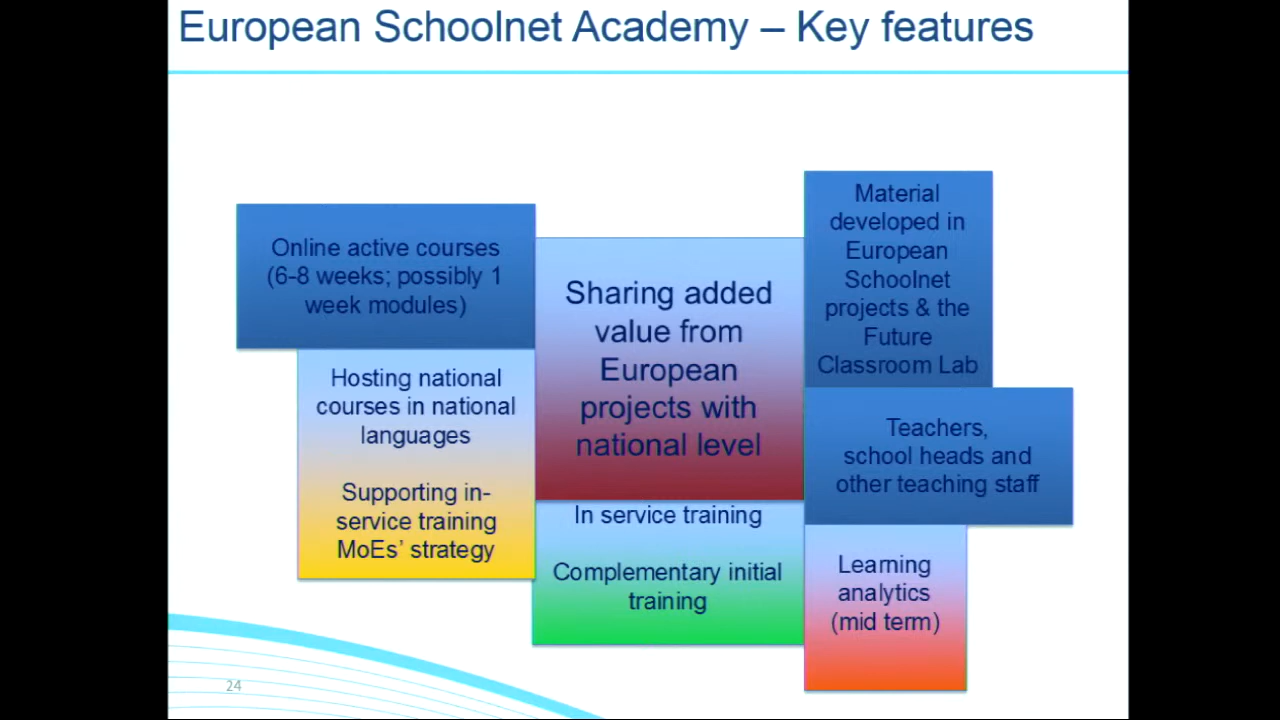 European Schoolnet Academy – Key features
Online active courses
(6-8 weeks; possibly 1
week modules)
Hosting national
courses in national
languages
Supporting in-
service training
MoEs' strategy
Sharing added
value from
European
projects with
national level
In service training
Complementary initial
training
Material
developed in
European
Schoolnet
projects & the
Future
Classroom Lab
Teachers,
school heads and
other teaching staff
Learning
analytics
(mid term)
24